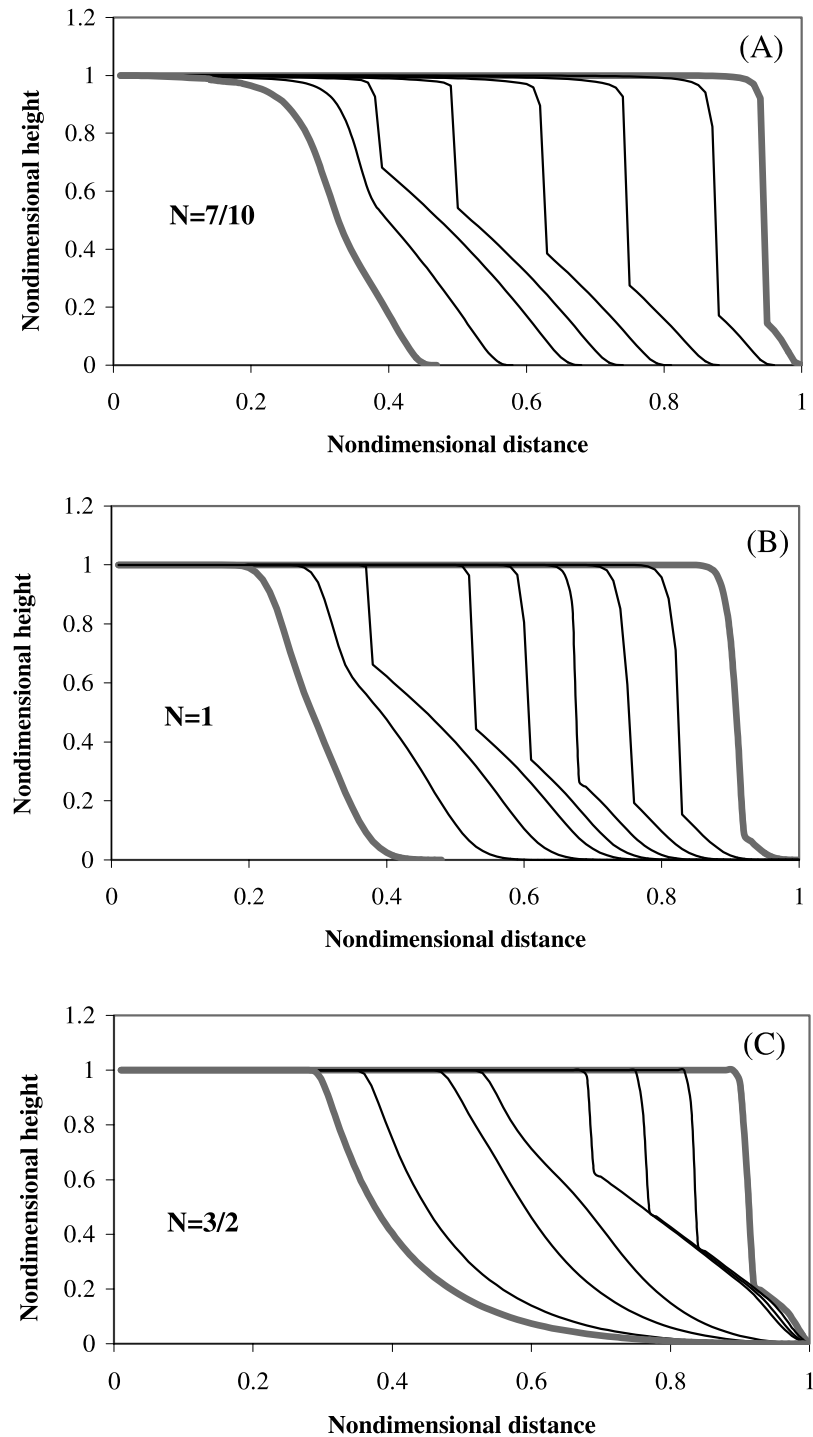 1.2
(A)
1
0.8
Nondimensional height
0.6
N=7/10
0.4
0.2
0
0 0.2 0.4 0.6 0.8 1
Nondimensional distance
1.2
(B)
1
0.8
Nondimensional height
0.6
N=1
0.4
0.2
0
0 0.2 0.4 0.6 0.8 1
Nondimensional distance
1.2
(C)
1
0.8
Nondimensional height
0.6
N=3/2
0.4
0.2
0
0 0.2 0.4 0.6 0.8 1
Nondimensional distance